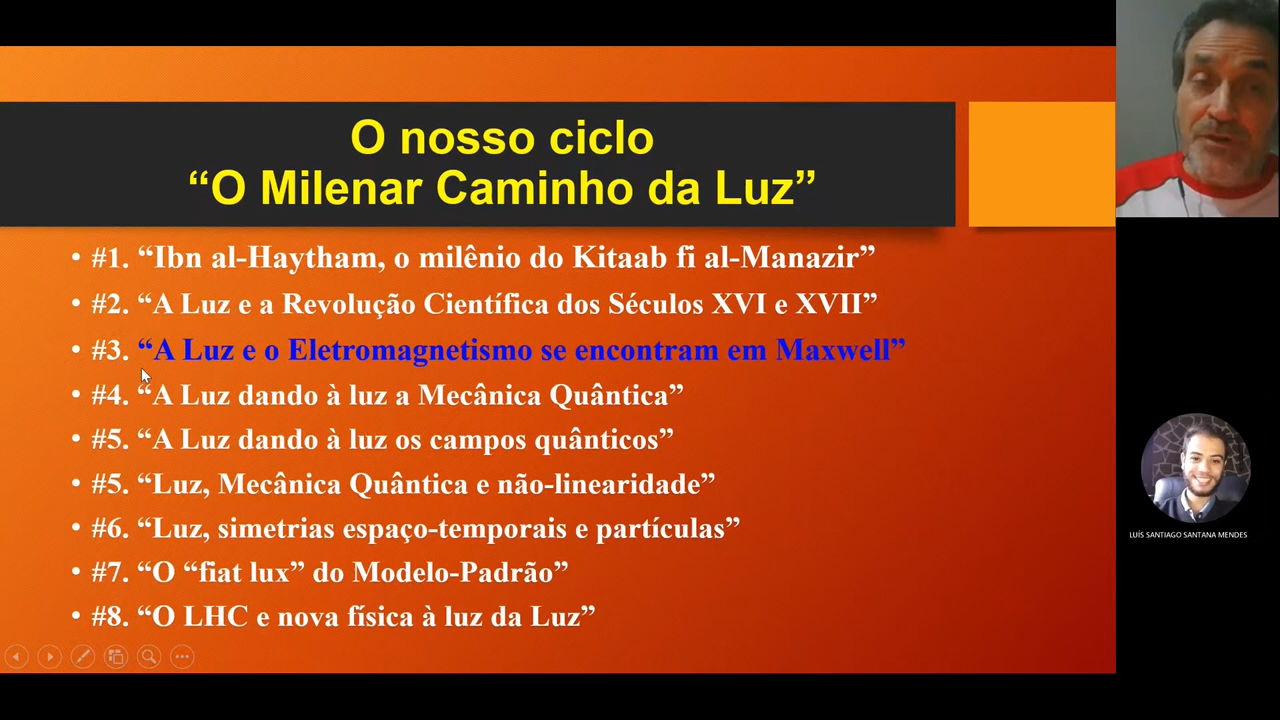 O nosso ciclo
“O Milenar Caminho da Luz”
• #1. “Ibn al-Haytham, o milênio do Kitaab fi al-Manazir”
• #2. “A Luz e a Revolução Científica dos Séculos XVI e XVII”
• #3. “A Luz e o Eletromagnetismo se encontram em Maxwell”
• #4. “A Luz dando à luz a Mecânica Quântica”
• #5. “A Luz dando à luz os campos quânticos”
• #5. “Luz, Mecânica Quântica e não-linearidade”
• #6. “Luz, simetrias espaço-temporais e partículas”
• #7. “O “fiat lux” do Modelo-Padrão”
• #8. “O LHC e nova física à luz da Luz”
LUÍS SANTIAGO SANTANA MENDES